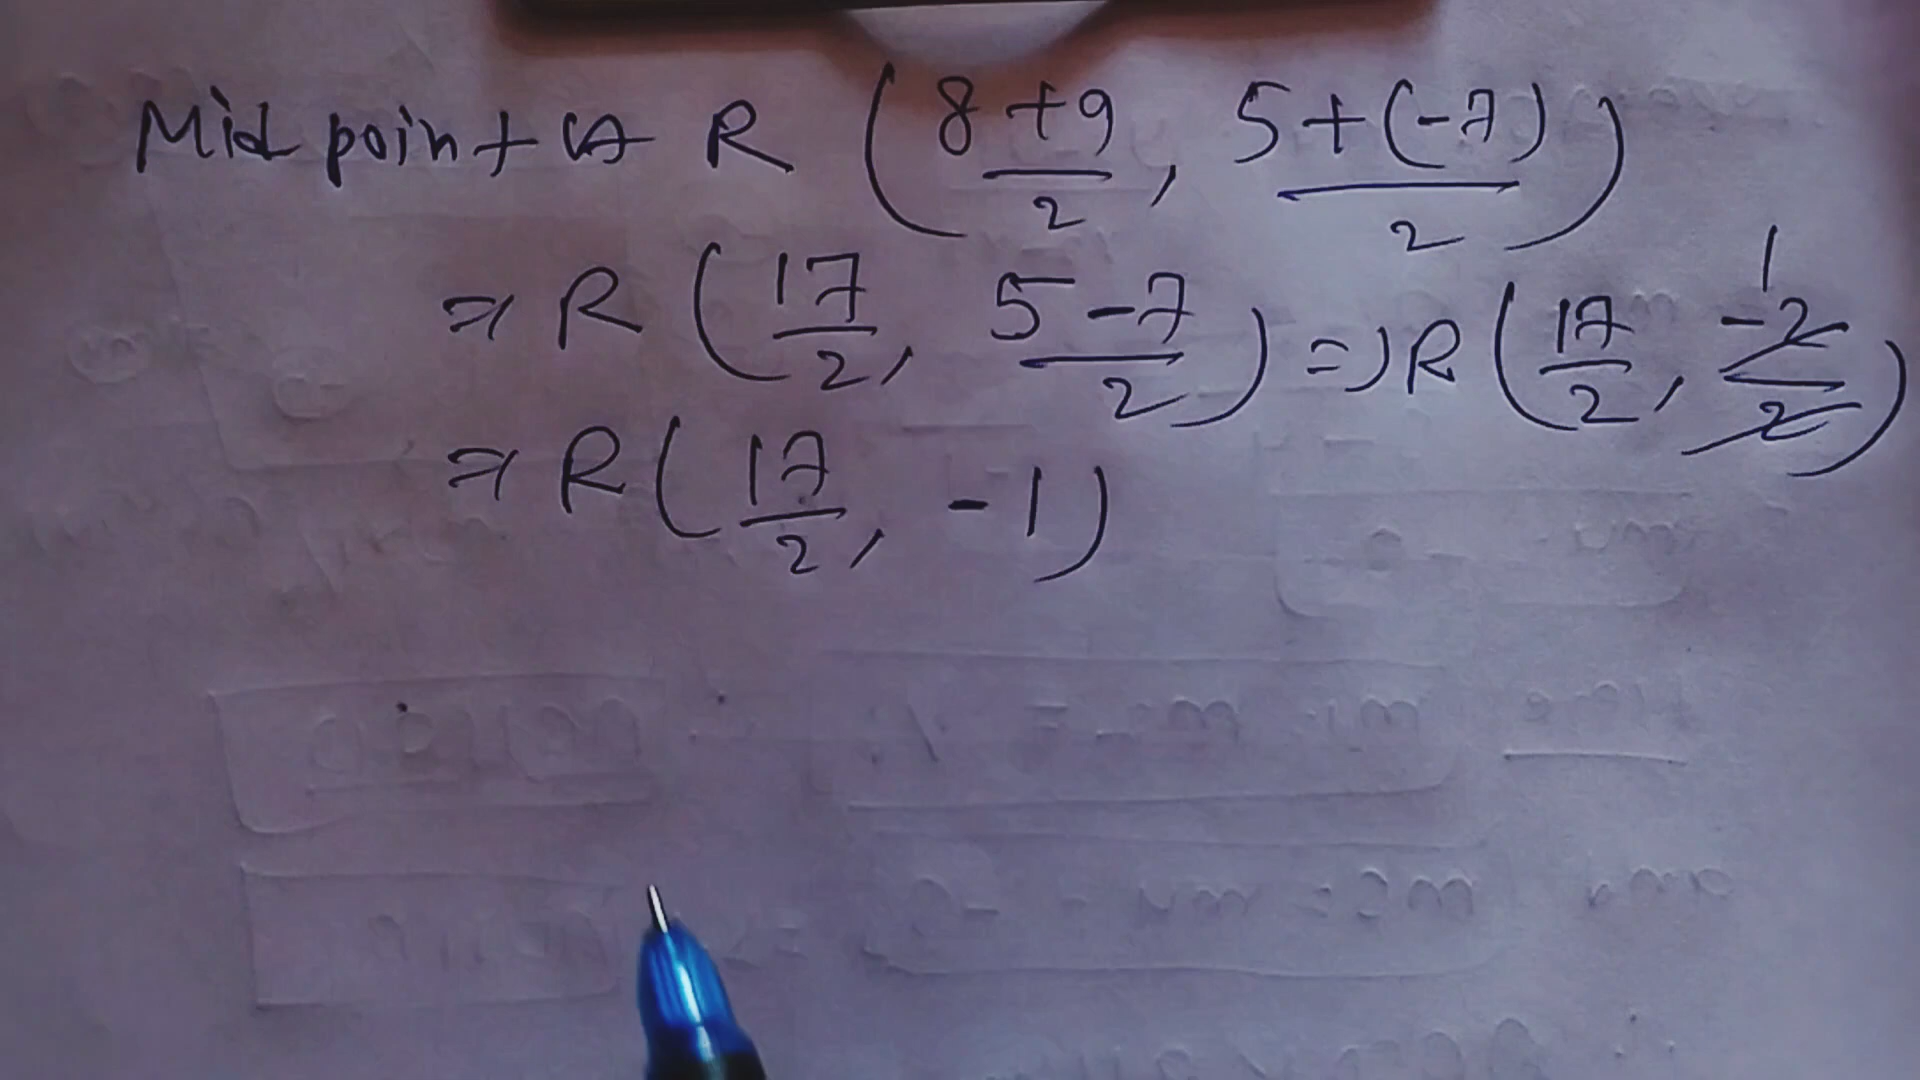 Mid point is R ( 8+9/2 , 5+(-7)/2 )
⇒ R ( 17/2, 5-7/2 ) ⇒ R ( 17/2, -2/2 ) 1
⇒ R ( 17/2, -1 )